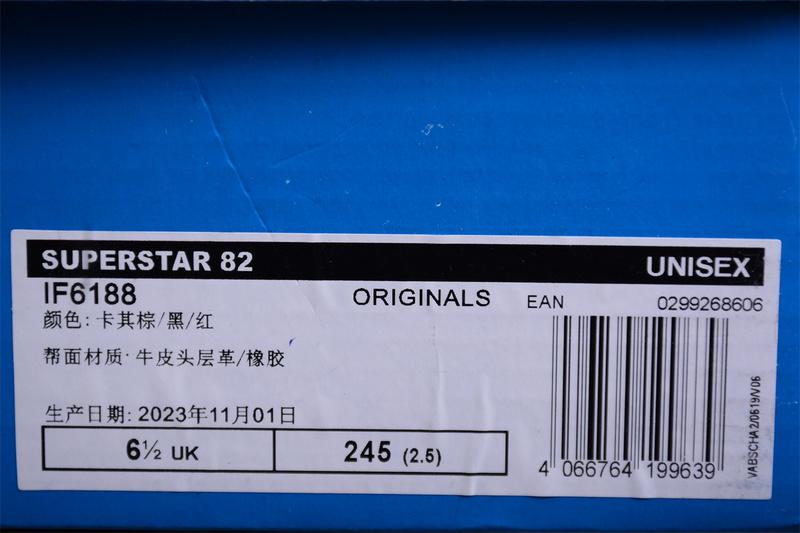 SUPERSTAR 82 UNISEX
IF6188 ORIGINALS EAN 0299268606
颜色: 卡其棕/黑/红
帮面材质: 牛皮头层革/橡胶
生产日期: 2023年11月01日
6½ UK 245 (2.5)
4 066764 199639
VABSCHA2/0619/V06